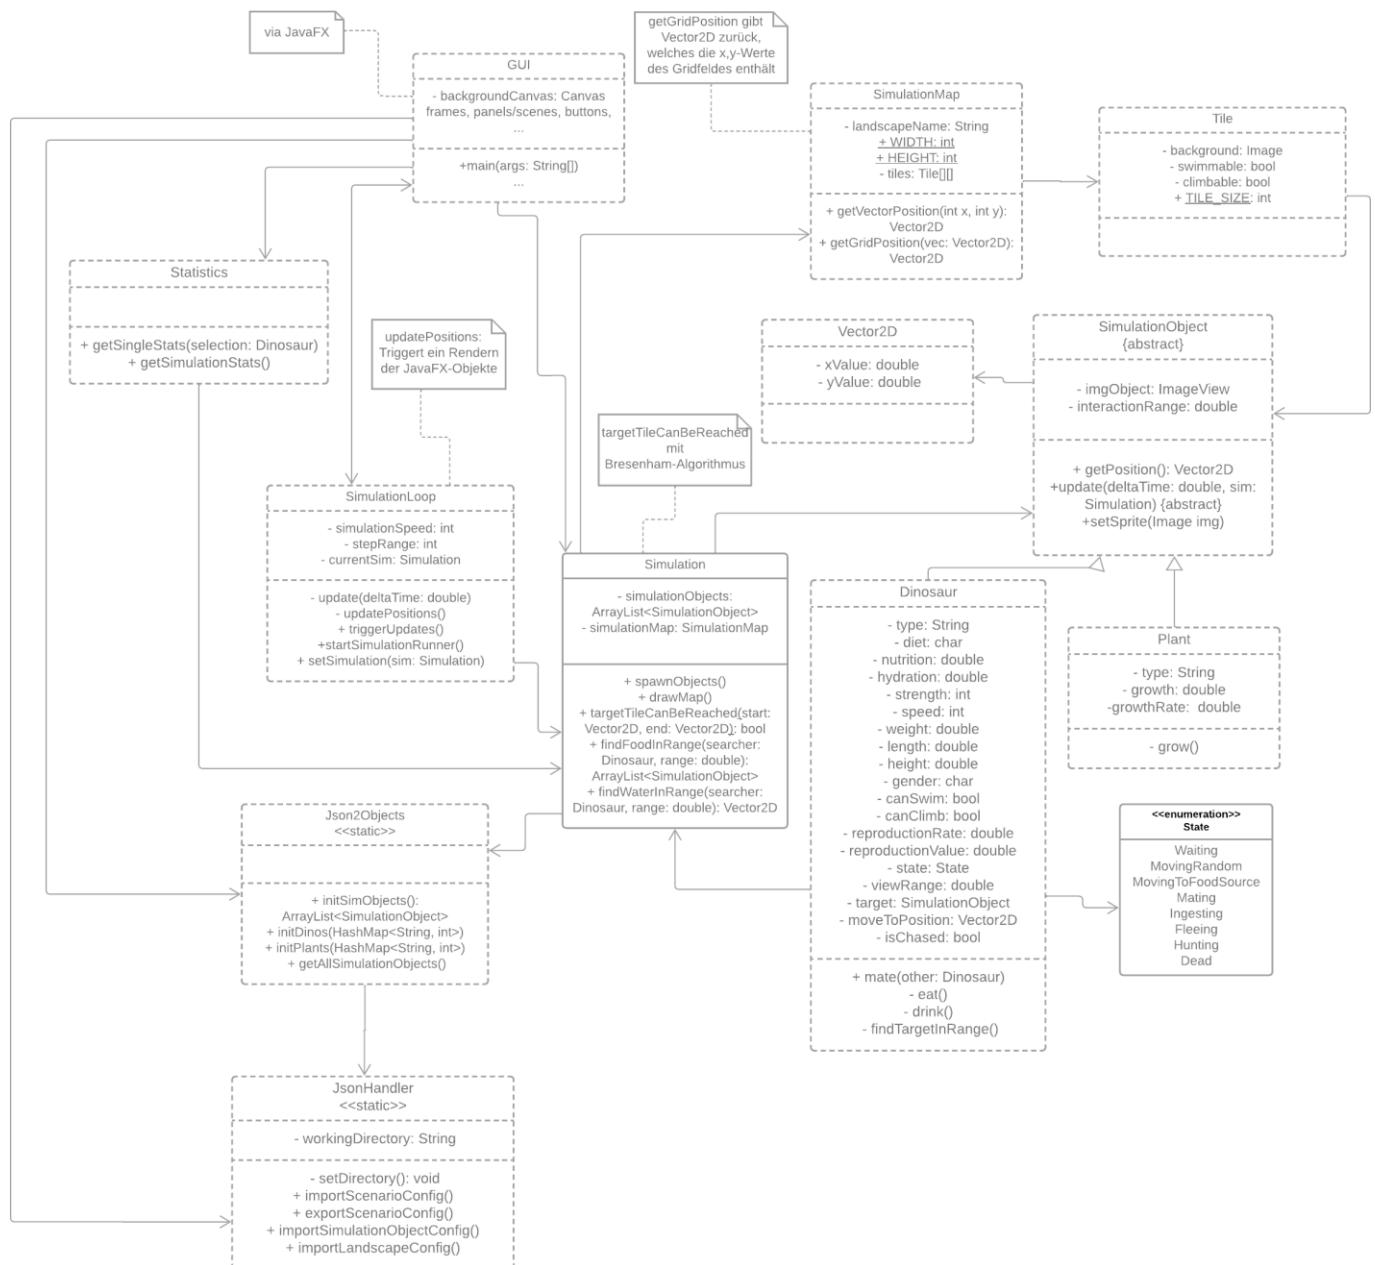 via JavaFX
getGridPosition gibt
Vector2D zurück,
welches die x,y-Werte
des Gridfeldes enthält
GUI
- backgroundCanvas: Canvas
frames, panels/scenes, buttons,
...
+main(args: String[])
...
SimulationMap
- landscapeName: String
+ WIDTH: int
+ HEIGHT: int
- tiles: Tile[][]
+ getVectorPosition(int x, int y):
Vector2D
+ getGridPosition(vec: Vector2D):
Vector2D
Tile
- background: Image
- swimmable: bool
- climbable: bool
+ TILE_SIZE: int
Statistics
+ getSingleStats(selection: Dinosaur)
+ getSimulationStats()
updatePositions:
Triggert ein Rendern
der JavaFX-Objekte
Vector2D
- xValue: double
- yValue: double
SimulationObject
{abstract}
- imgObject: ImageView
- interactionRange: double
+ getPosition(): Vector2D
+update(deltaTime: double, sim:
Simulation) {abstract}
+setSprite(Image img)
targetTileCanBeReached
mit
Bresenham-Algorithmus
SimulationLoop
- simulationSpeed: int
- stepRange: int
- currentSim: Simulation
- update(deltaTime: double)
- updatePositions()
+ triggerUpdates()
+startSimulationRunner()
+ setSimulation(sim: Simulation)
Simulation
- simulationObjects:
ArrayList<SimulationObject>
- simulationMap: SimulationMap
+ spawnObjects()
+ drawMap()
+ targetTileCanBeReached(start:
Vector2D, end: Vector2D): bool
+ findFoodInRange(searcher:
Dinosaur, range: double):
ArrayList<SimulationObject>
+ findWaterInRange(searcher:
Dinosaur, range: double): Vector2D
Dinosaur
- type: String
- diet: char
- nutrition: double
- hydration: double
- strength: int
- speed: int
- weight: double
- length: double
- height: double
- gender: char
- canSwim: bool
- canClimb: bool
- reproductionRate: double
- reproductionValue: double
- state: State
- viewRange: double
- target: SimulationObject
- moveToPosition: Vector2D
- isChased: bool
+ mate(other: Dinosaur)
- eat()
- drink()
- findTargetInRange()
Plant
- type: String
- growth: double
-growthRate:  double
- grow()
<<enumeration>>
State
Waiting
MovingRandom
MovingToFoodSource
Mating
Ingesting
Fleeing
Hunting
Dead
Json2Objects
<<static>>
+ initSimObjects():
ArrayList<SimulationObject>
+ initDinos(HashMap<String, int>)
+ initPlants(HashMap<String, int>)
+ getAllSimulationObjects()
JsonHandler
<<static>>
- workingDirectory: String
- setDirectory(): void
+ importScenarioConfig()
+ exportScenarioConfig()
+ importSimulationObjectConfig()
+ importLandscapeConfig()